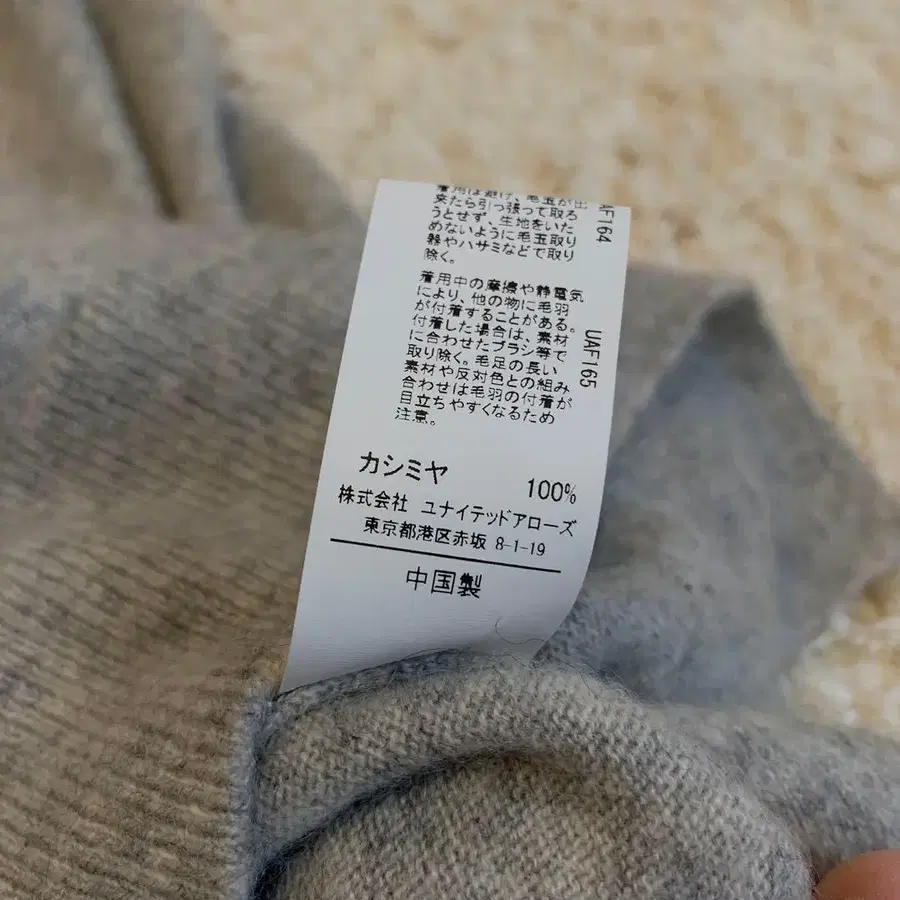 着用は避け、毛玉が出
来たら引っ張って取ろ
うとせず、生地をいた
めないように毛玉取り
器やハサミなどで取り
除く。
着用中の摩擦や静電気
により、他の物に毛羽
が付着することがある。
付着した場合は、素材
に合わせたブラシ等で
取り除く。毛足の長い
素材や反対色との組み
合わせは毛羽の付着が
目立ちやすくなるため
注意。
UAF164
UAF165
カシミヤ
100%
株式会社 ユナイテッドアローズ
東京都港区赤坂 8-1-19
中国製